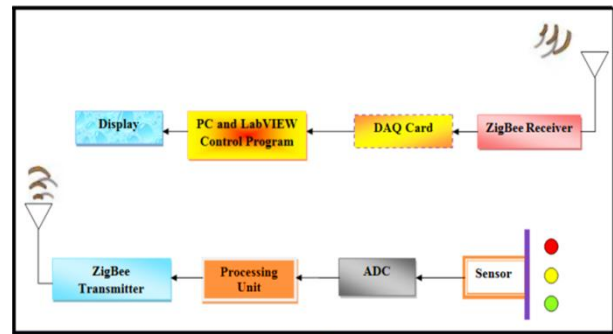 Display
PC and LabVIEW
Control Program
DAQ Card
ZigBee Receiver
ZigBee
Transmitter
Processing
Unit
ADC
Sensor